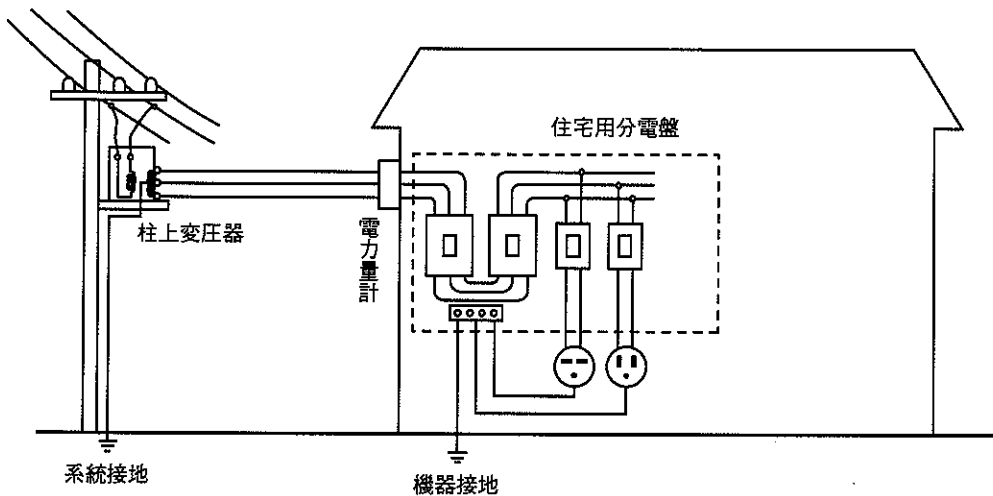 住宅用分電盤
柱上変圧器
電力量計
系統接地
機器接地